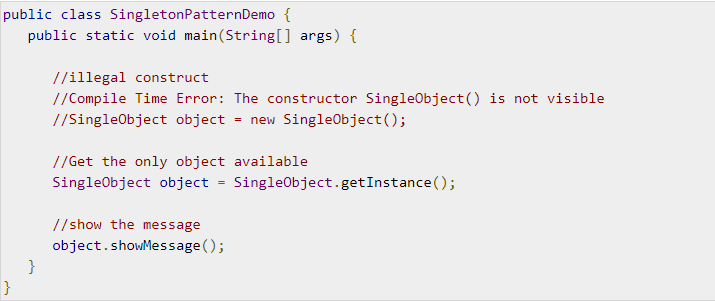 public class SingletonPatternDemo {
public static void main(String[] args) {
//illegal construct
//Compile Time Error: The constructor SingleObject() is not visible
//SingleObject object = new SingleObject();
//Get the only object available
SingleObject object = SingleObject.getInstance();
//show the message
object.showMessage();
}
}